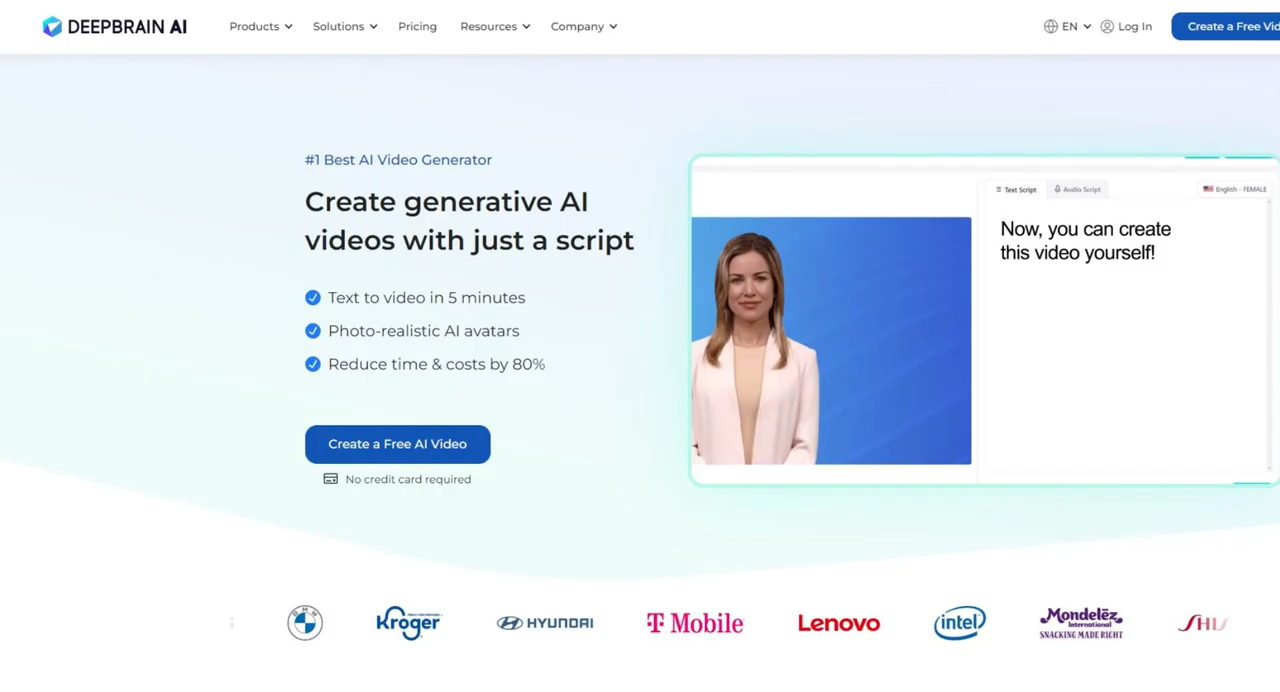 DEEPBRAIN AI
Products
Solutions
Pricing
Resources
Company
EN
Log In
Create a Free
#1 Best AI Video Generator
Create generative AI
videos with just a script
Text to video in 5 minutes
Photo-realistic AI avatars
Reduce time & costs by 80%
Create a Free AI Video
No credit card required
Text Script
Audio Script
English - FEMALE
Now, you can create
this video yourself!
BMW
Kroger
HYUNDAI
T Mobile
Lenovo
intel
Mondelēz
International
SNACKING MADE RIGHT